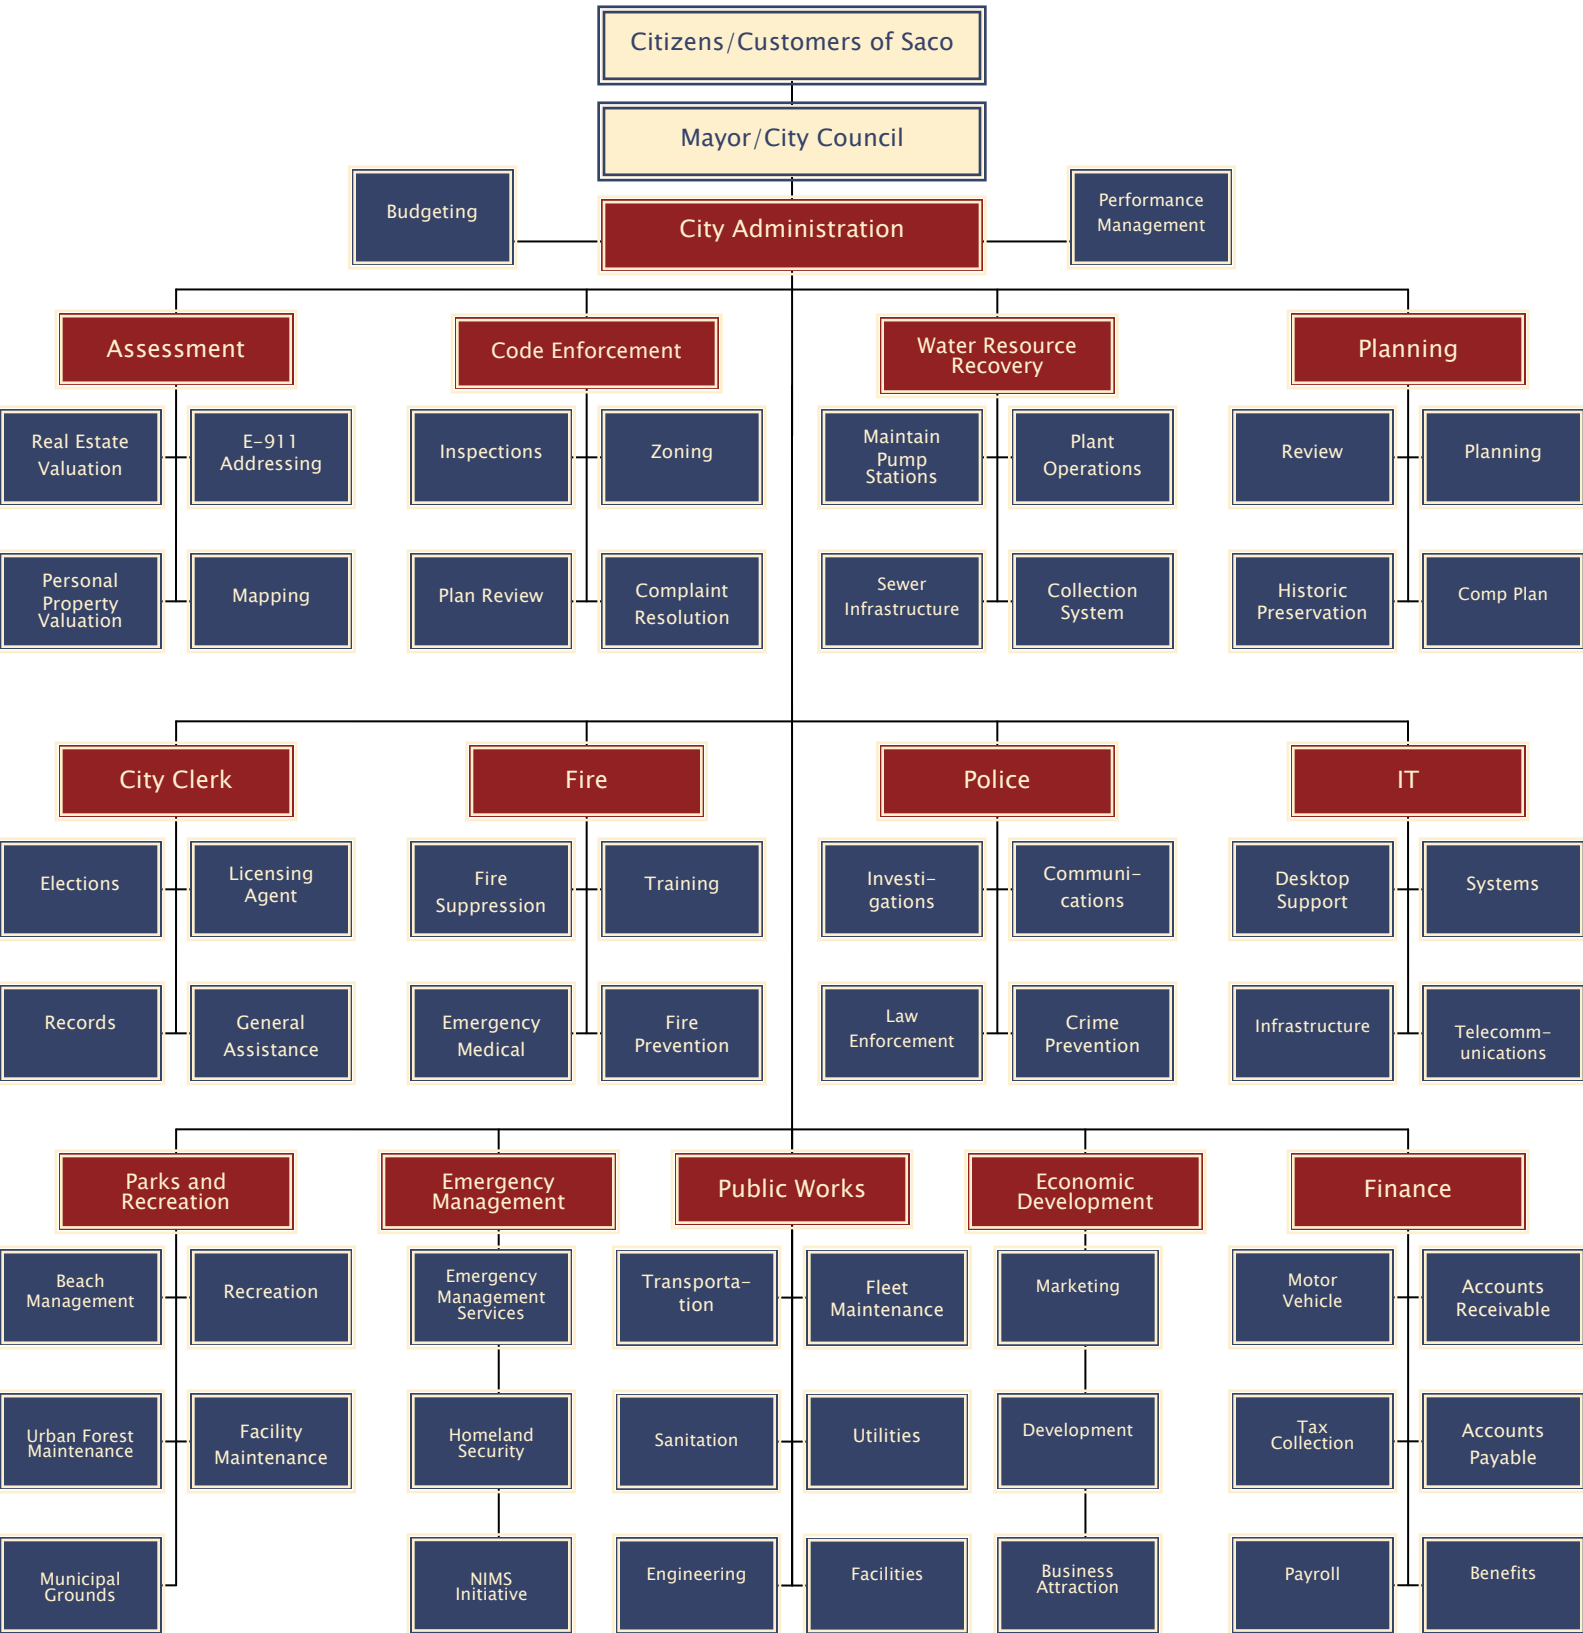 Citizens/Customers of Saco
Mayor/City Council
Budgeting
City Administration
Performance
Management
Assessment
Code Enforcement
Water Resource
Recovery
Planning
Real Estate
Valuation
E-911
Addressing
Inspections
Zoning
Maintain
Pump
Stations
Plant
Operations
Review
Planning
Personal
Property
Valuation
Mapping
Plan Review
Complaint
Resolution
Sewer
Infrastructure
Collection
System
Historic
Preservation
Comp Plan
City Clerk
Fire
Police
IT
Elections
Licensing
Agent
Fire
Suppression
Training
Investi-
gations
Communi-
cations
Desktop
Support
Systems
Records
General
Assistance
Emergency
Medical
Fire
Prevention
Law
Enforcement
Crime
Prevention
Infrastructure
Telecomm-
unications
Parks and
Recreation
Emergency
Management
Public Works
Economic
Development
Finance
Beach
Management
Recreation
Emergency
Management
Services
Transporta-
tion
Fleet
Maintenance
Marketing
Motor
Vehicle
Accounts
Receivable
Urban Forest
Maintenance
Facility
Maintenance
Homeland
Security
Sanitation
Utilities
Development
Tax
Collection
Accounts
Payable
Municipal
Grounds
NIMS
Initiative
Engineering
Facilities
Business
Attraction
Payroll
Benefits